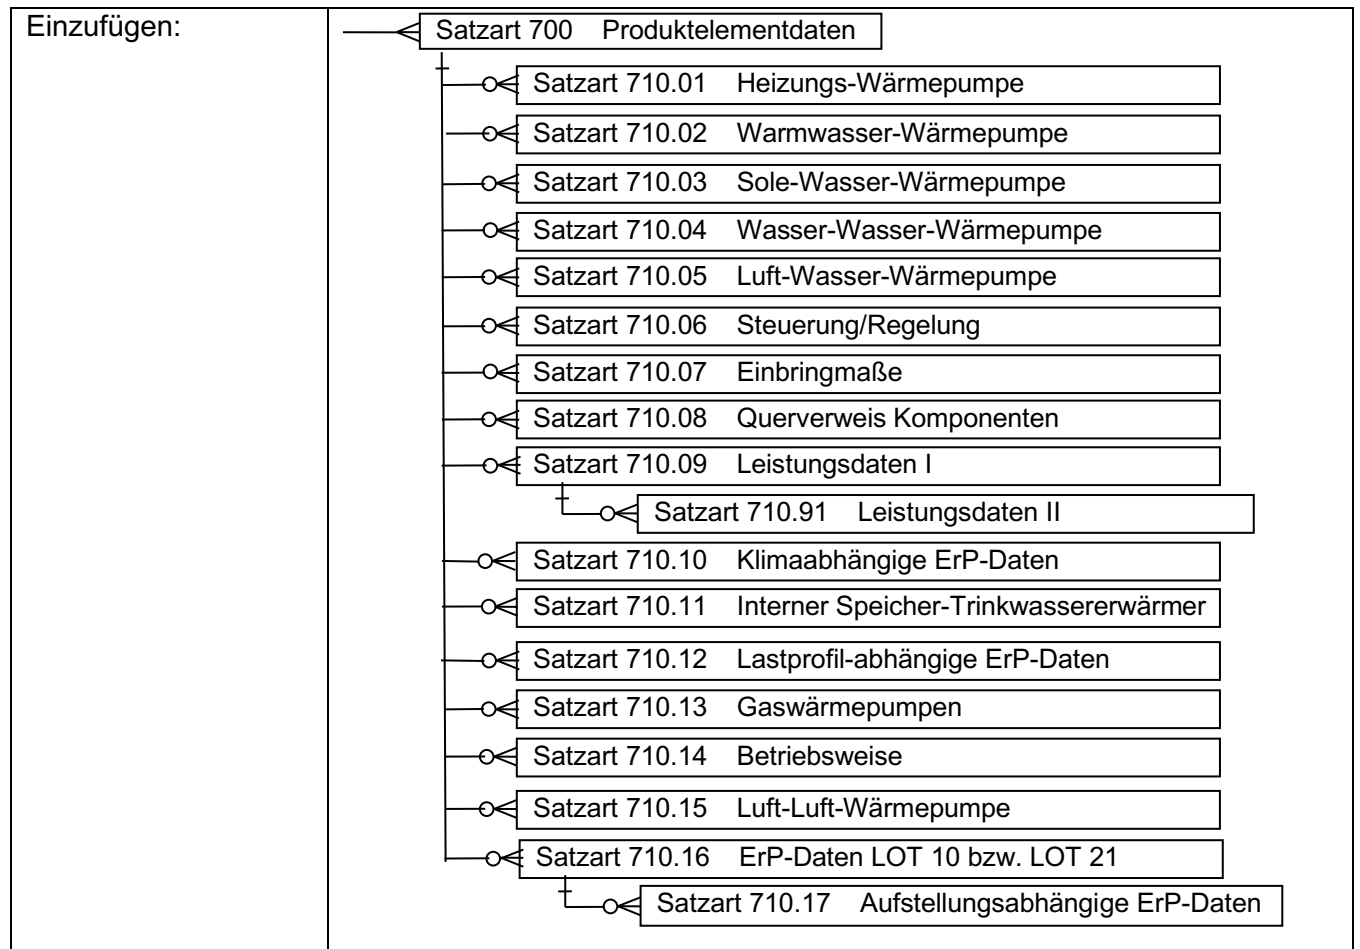 Einzufügen:
Satzart 700 Produktelementdaten
Satzart 710.01 Heizungs-Wärmepumpe
Satzart 710.02 Warmwasser-Wärmepumpe
Satzart 710.03 Sole-Wasser-Wärmepumpe
Satzart 710.04 Wasser-Wasser-Wärmepumpe
Satzart 710.05 Luft-Wasser-Wärmepumpe
Satzart 710.06 Steuerung/Regelung
Satzart 710.07 Einbringmaße
Satzart 710.08 Querverweis Komponenten
Satzart 710.09 Leistungsdaten I
Satzart 710.91 Leistungsdaten II
Satzart 710.10 Klimaabhängige ErP-Daten
Satzart 710.11 Interner Speicher-Trinkwassererwärmer
Satzart 710.12 Lastprofil-abhängige ErP-Daten
Satzart 710.13 Gaswärmepumpen
Satzart 710.14 Betriebsweise
Satzart 710.15 Luft-Luft-Wärmepumpe
Satzart 710.16 ErP-Daten LOT 10 bzw. LOT 21
Satzart 710.17 Aufstellungsabhängige ErP-Daten